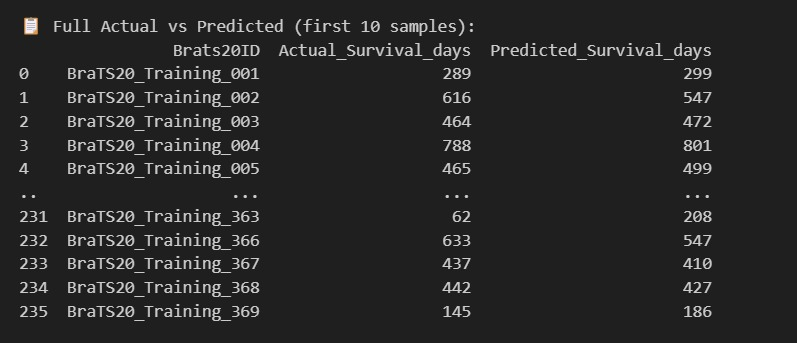 📋 Full Actual vs Predicted (first 10 samples):
Brats20ID Actual_Survival_days Predicted_Survival_days
0 BraTS20_Training_001 289 299
1 BraTS20_Training_002 616 547
2 BraTS20_Training_003 464 472
3 BraTS20_Training_004 788 801
4 BraTS20_Training_005 465 499
.. ... ... ...
231 BraTS20_Training_363 62 208
232 BraTS20_Training_366 633 547
233 BraTS20_Training_367 437 410
234 BraTS20_Training_368 442 427
235 BraTS20_Training_369 145 186